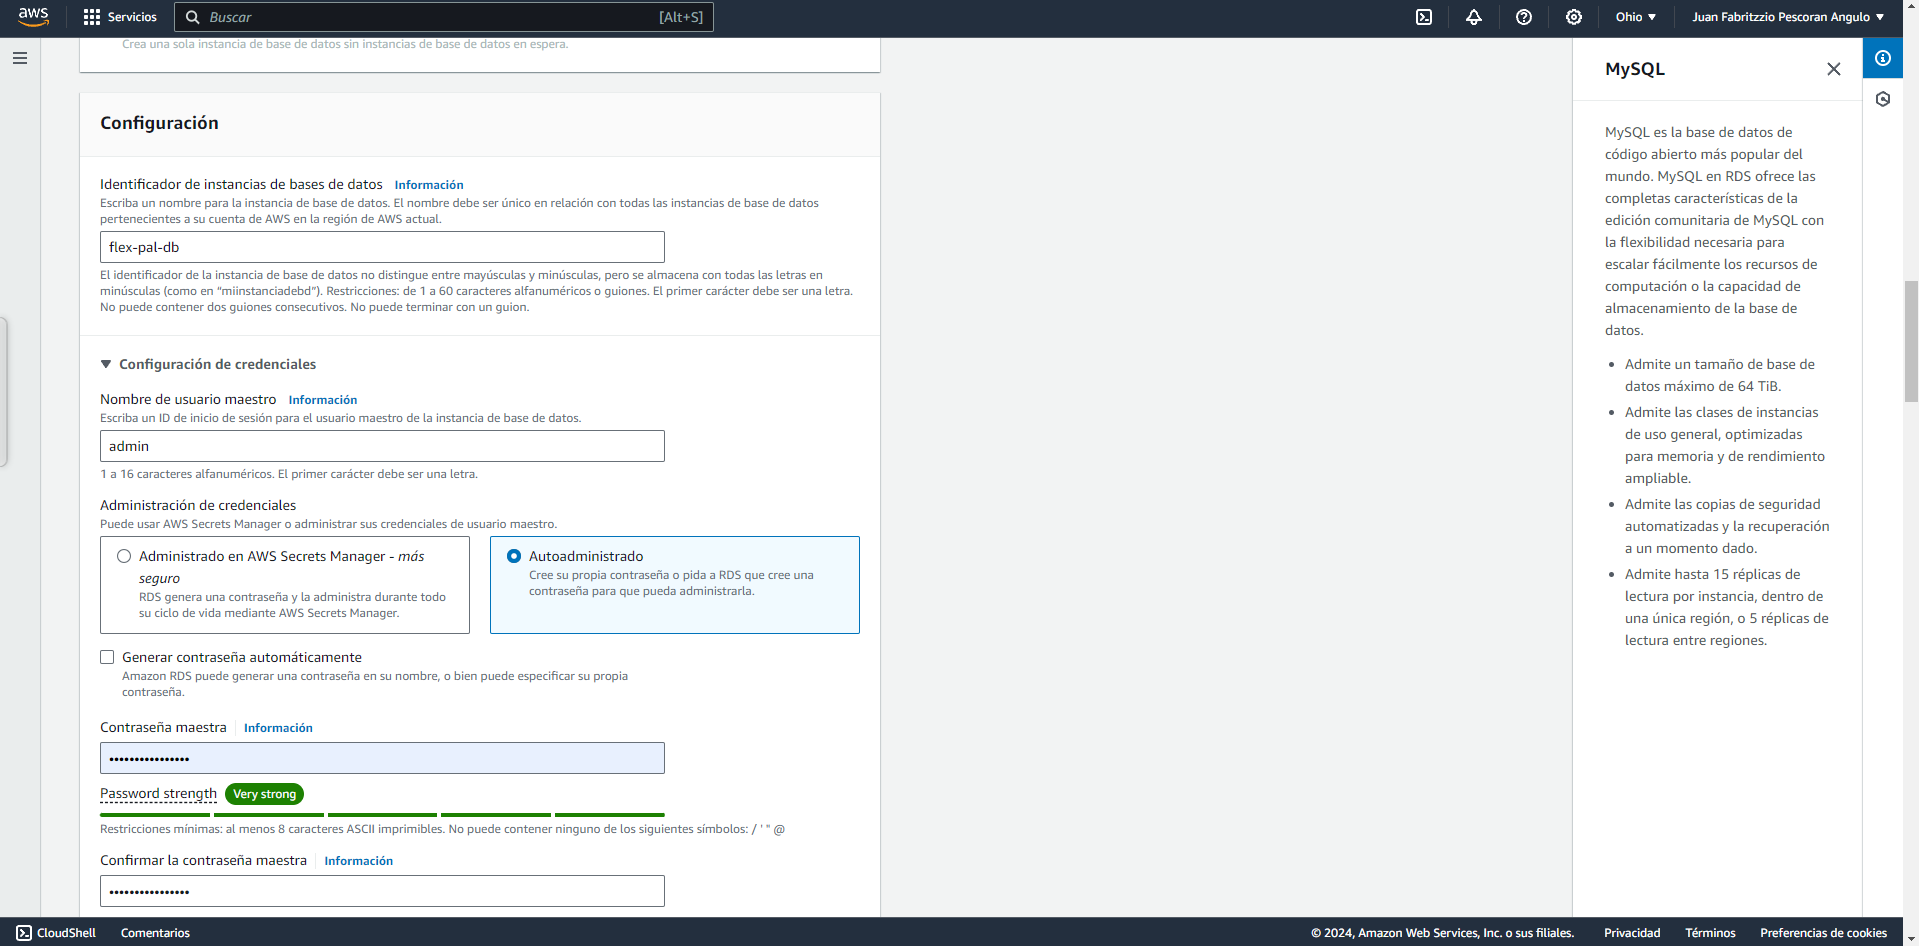 aws
Servicios
Buscar
[Alt+S]
Ohio ▼
Juan Fabritzzio Pescoran Angulo ▼
Crea una sola instancia de base de datos sin instancias de base de datos en espera.
Configuración
Identificador de instancias de bases de datos Información
Escriba un nombre para la instancia de base de datos. El nombre debe ser único en relación con todas las instancias de base de datos
pertenecientes a su cuenta de AWS en la región de AWS actual.
flex-pal-db
El identificador de la instancia de base de datos no distingue entre mayúsculas y minúsculas, pero se almacena con todas las letras en
minúsculas (como en “miinstanciadebd”). Restricciones: de 1 a 60 caracteres alfanuméricos o guiones. El primer carácter debe ser una letra.
No puede contener dos guiones consecutivos. No puede terminar con un guion.
▼ Configuración de credenciales
Nombre de usuario maestro Información
Escriba un ID de inicio de sesión para el usuario maestro de la instancia de base de datos.
admin
1 a 16 caracteres alfanuméricos. El primer carácter debe ser una letra.
Administración de credenciales
Puede usar AWS Secrets Manager o administrar sus credenciales de usuario maestro.
Administrado en AWS Secrets Manager - más
seguro
RDS genera una contraseña y la administra durante todo
su ciclo de vida mediante AWS Secrets Manager.
Autoadministrado
Cree su propia contraseña o pida a RDS que cree una
contraseña para que pueda administrarla.
Generar contraseña automáticamente
Amazon RDS puede generar una contraseña en su nombre, o bien puede especificar su propia
contraseña.
Contraseña maestra Información
••••••••••••••••
Password strength Very strong
Restricciones mínimas: al menos 8 caracteres ASCII imprimibles. No puede contener ninguno de los siguientes símbolos: / ' " @
Confirmar la contraseña maestra Información
••••••••••••••••
MySQL
MySQL es la base de datos de
código abierto más popular del
mundo. MySQL en RDS ofrece las
completas características de la
edición comunitaria de MySQL con
la flexibilidad necesaria para
escalar fácilmente los recursos de
computación o la capacidad de
almacenamiento de la base de
datos.
• Admite un tamaño de base de
datos máximo de 64 TiB.
• Admite las clases de instancias
de uso general, optimizadas
para memoria y de rendimiento
ampliable.
• Admite las copias de seguridad
automatizadas y la recuperación
a un momento dado.
• Admite hasta 15 réplicas de
lectura por instancia, dentro de
una única región, o 5 réplicas de
lectura entre regiones.
CloudShell
Comentarios
© 2024, Amazon Web Services, Inc. o sus filiales.
Privacidad
Términos
Preferencias de cookies